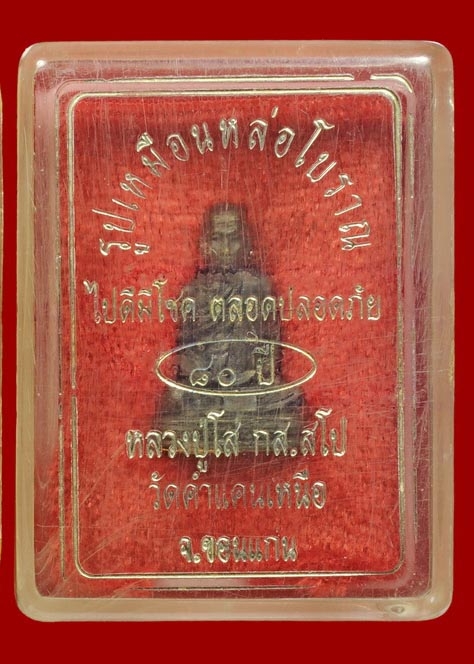 รูปเหมือนหล่อโบราณ
ไปดีมีโชค ตลอดปลอดภัย
๘๐ ปี
หลวงปู่โส กส.สโป
วัดคำแคนเหนือ
จ.ขอนแก่น